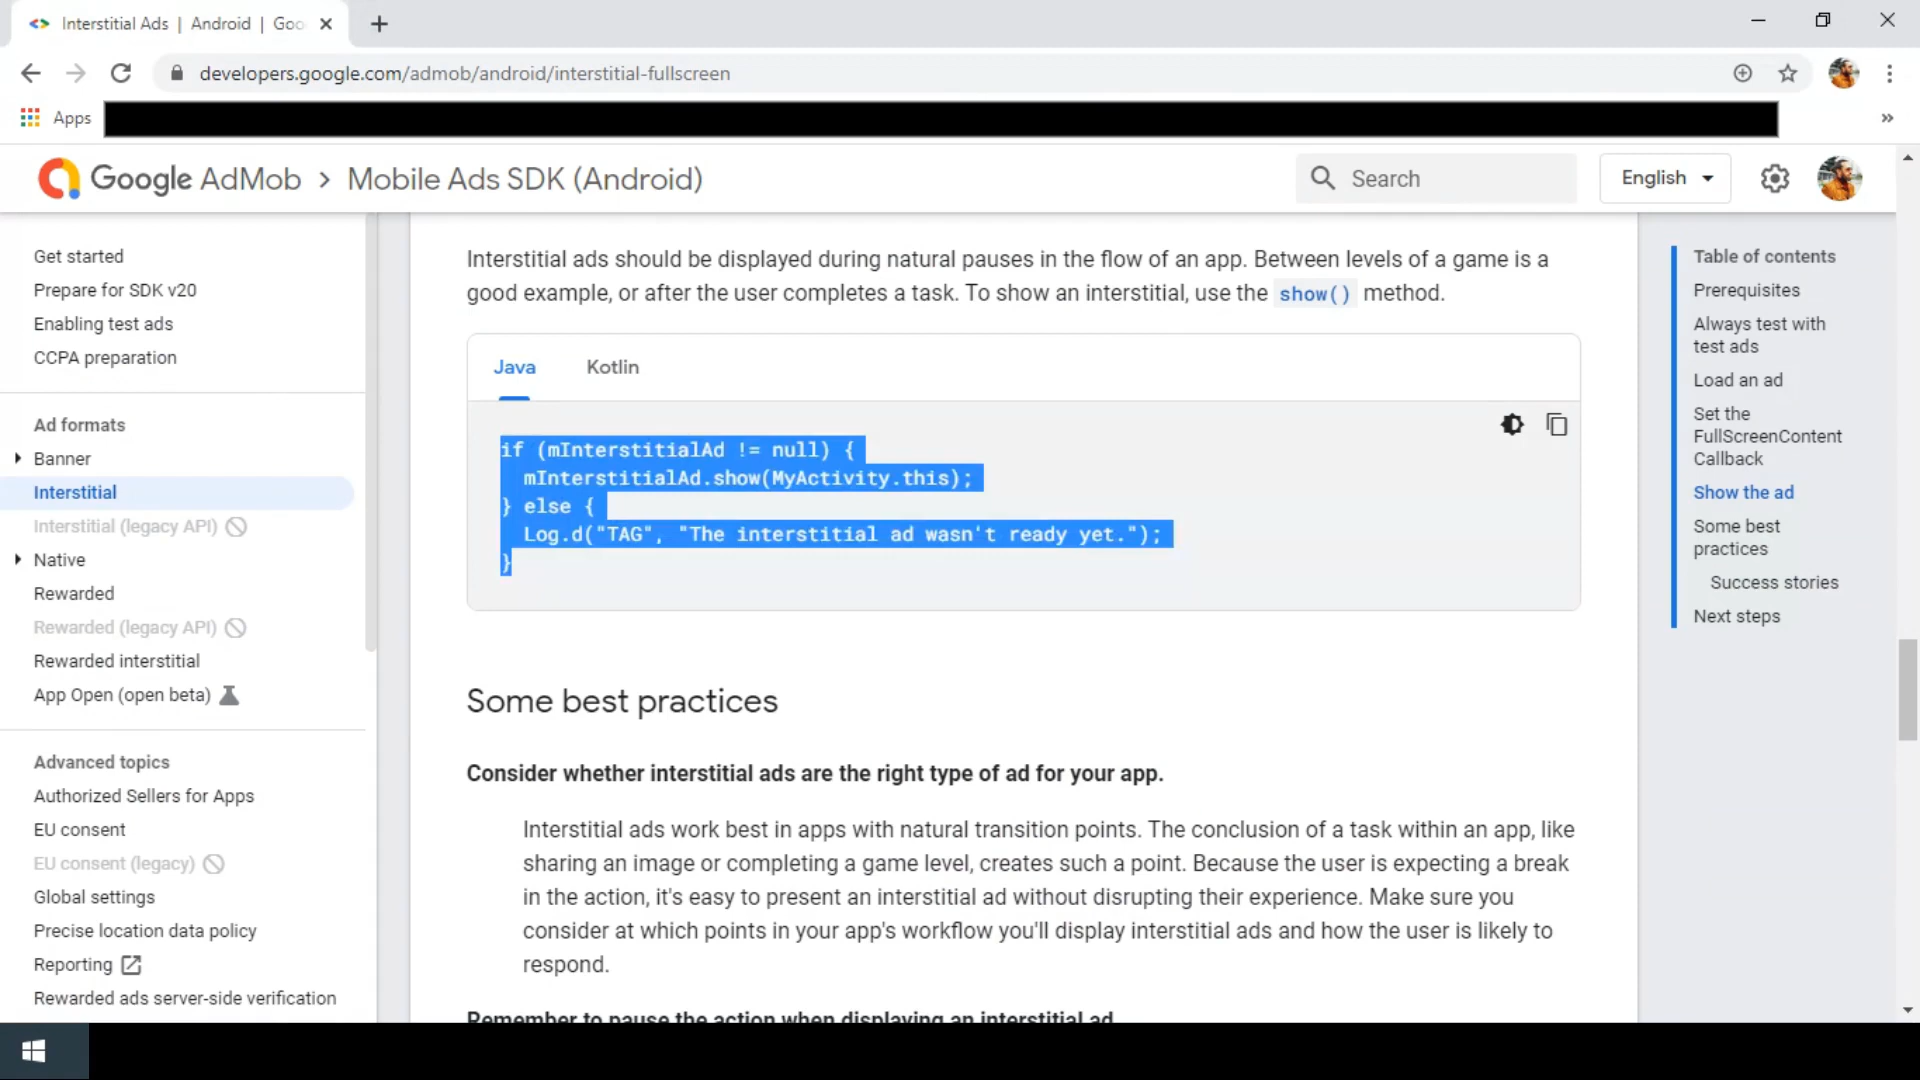 Interstitial Ads | Android | Goo
developers.google.com/admob/android/interstitial-fullscreen
Apps
»
Google AdMob > Mobile Ads SDK (Android)
Search
English
Get started
Prepare for SDK v20
Enabling test ads
CCPA preparation
Ad formats
Banner
Interstitial
Interstitial (legacy API)
Native
Rewarded
Rewarded (legacy API)
Rewarded interstitial
App Open (open beta)
Advanced topics
Authorized Sellers for Apps
EU consent
EU consent (legacy)
Global settings
Precise location data policy
Reporting
Rewarded ads server-side verification
Interstitial ads should be displayed during natural pauses in the flow of an app. Between levels of a game is a
good example, or after the user completes a task. To show an interstitial, use the show() method.
Java Kotlin
if (mInterstitialAd != null) {
mInterstitialAd.show(MyActivity.this);
} else {
Log.d("TAG", "The interstitial ad wasn't ready yet.");
}
Some best practices
Consider whether interstitial ads are the right type of ad for your app.
Interstitial ads work best in apps with natural transition points. The conclusion of a task within an app, like
sharing an image or completing a game level, creates such a point. Because the user is expecting a break
in the action, it's easy to present an interstitial ad without disrupting their experience. Make sure you
consider at which points in your app's workflow you'll display interstitial ads and how the user is likely to
respond.
Remember to pause the action when displaying an interstitial ad.
Table of contents
Prerequisites
Always test with
test ads
Load an ad
Set the
FullScreenContent
Callback
Show the ad
Some best
practices
Success stories
Next steps